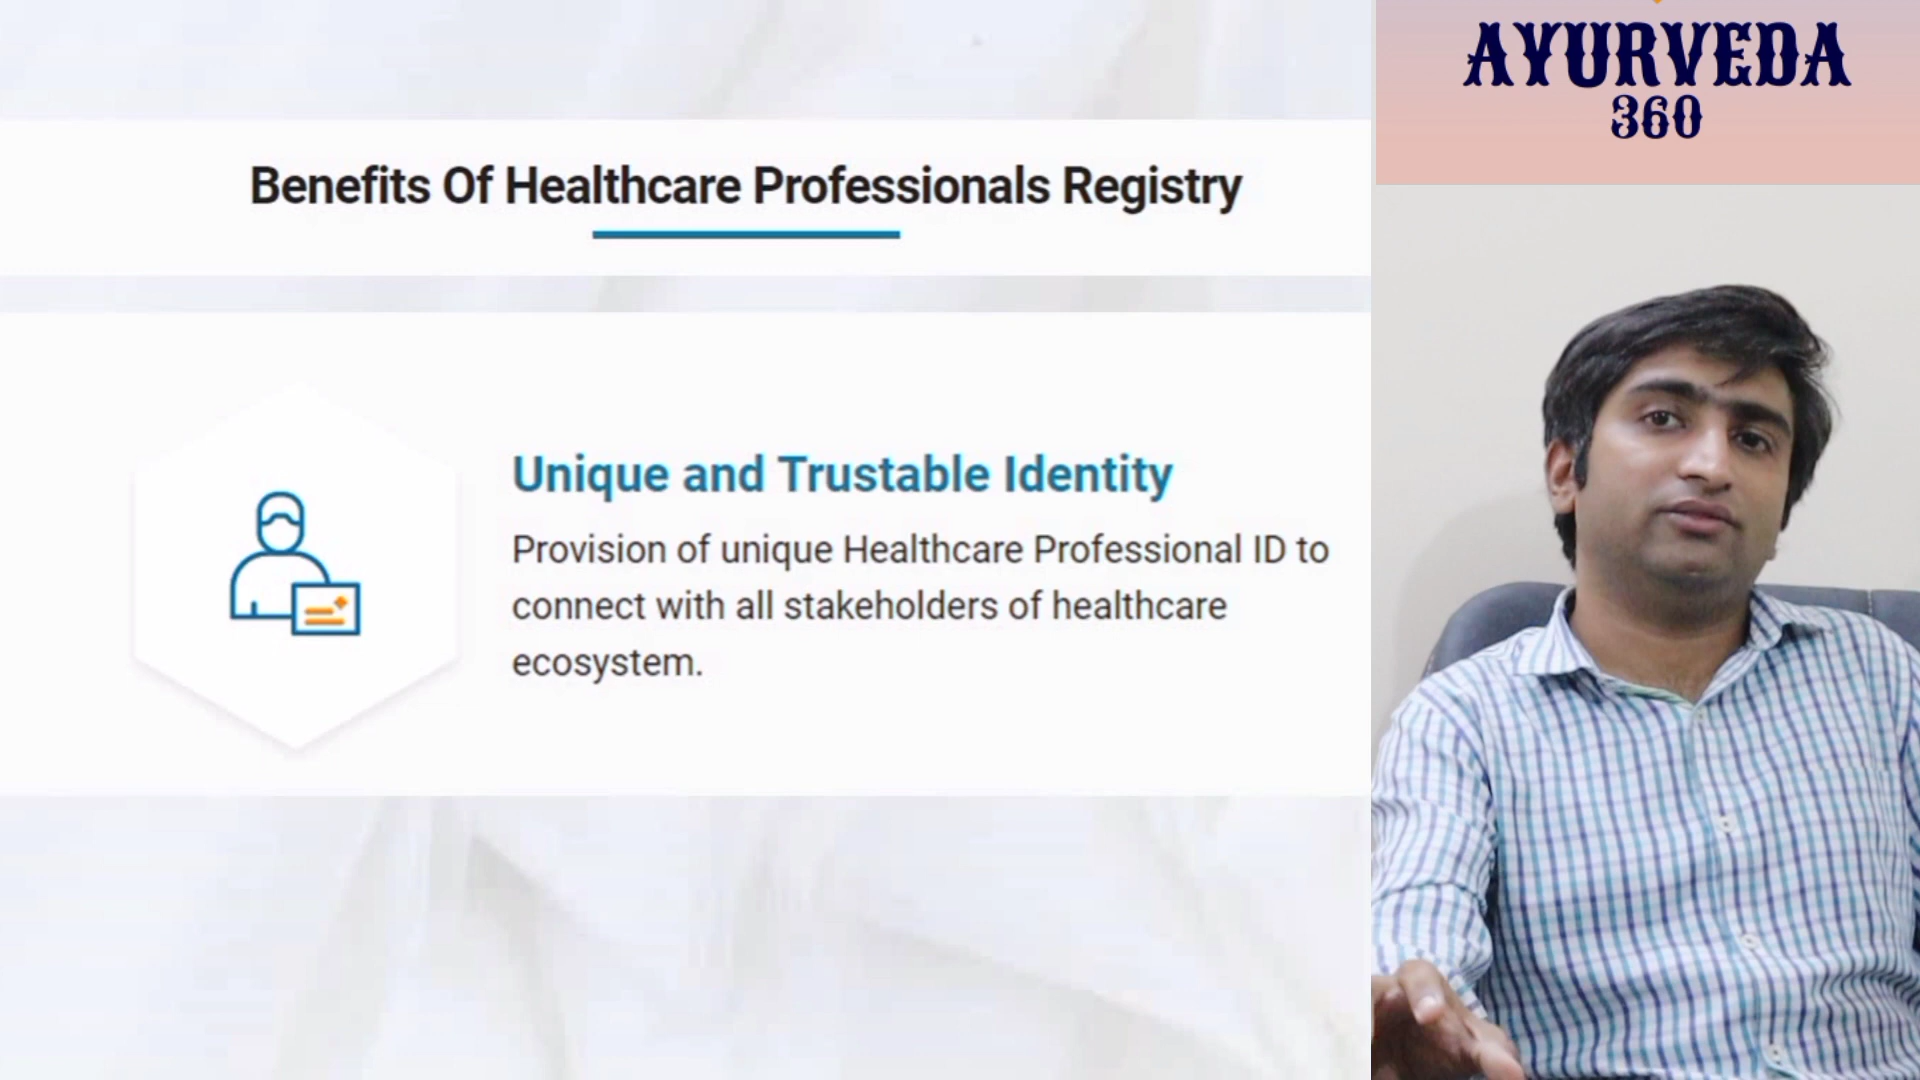 Benefits Of Healthcare Professionals Registry
Unique and Trustable Identity
Provision of unique Healthcare Professional ID to
connect with all stakeholders of healthcare
ecosystem.
AYURVEDA
360